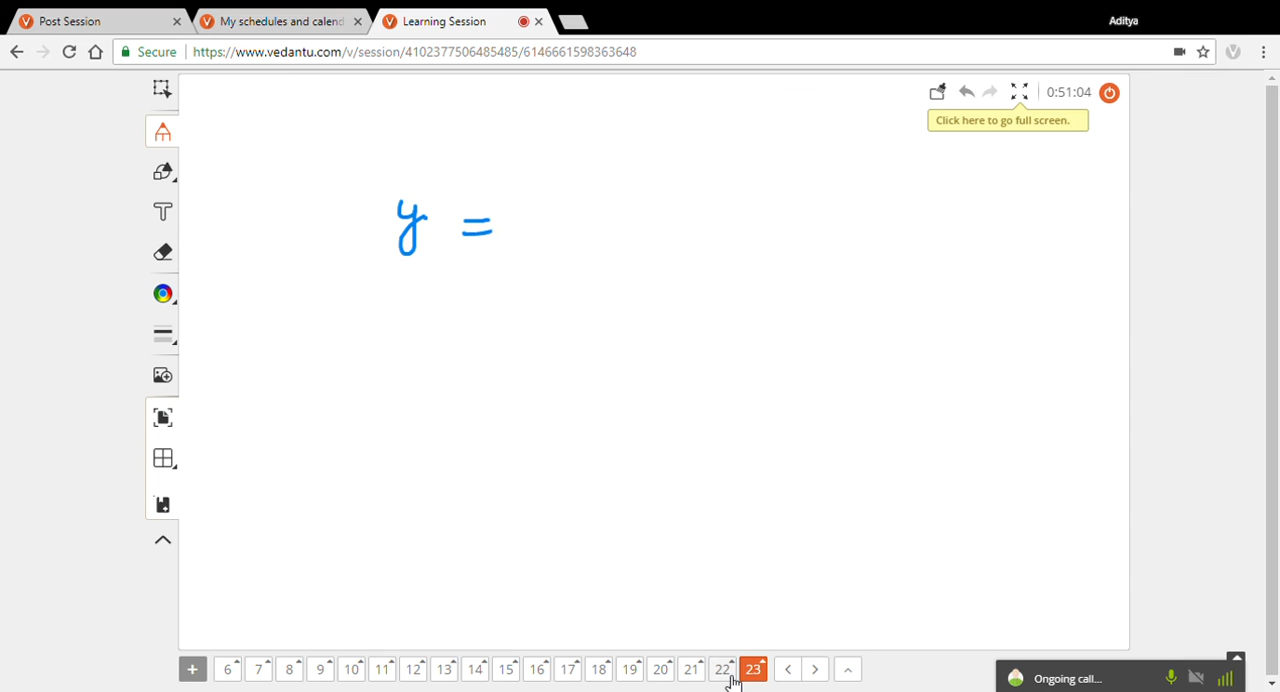 Post Session
My schedules and calend
Learning Session
Aditya
Secure
https://www.vedantu.com/v/session/4102377506485485/6146661598363648
0:51:04
Click here to go full screen.
y =
+ 6 7 8 9 10 11 12 13 14 15 16 17 18 19 20 21 22 23
Ongoing call...